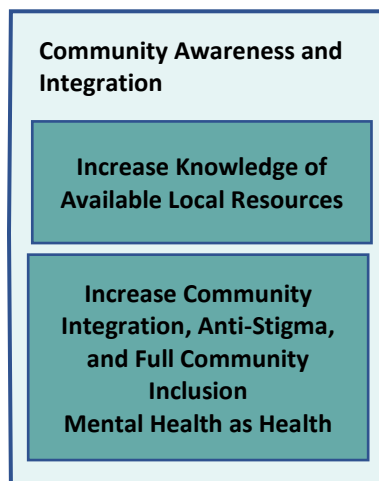 Community Awareness and
Integration
Increase Knowledge of
Available Local Resources
Increase Community
Integration, Anti-Stigma,
and Full Community
Inclusion
Mental Health as Health